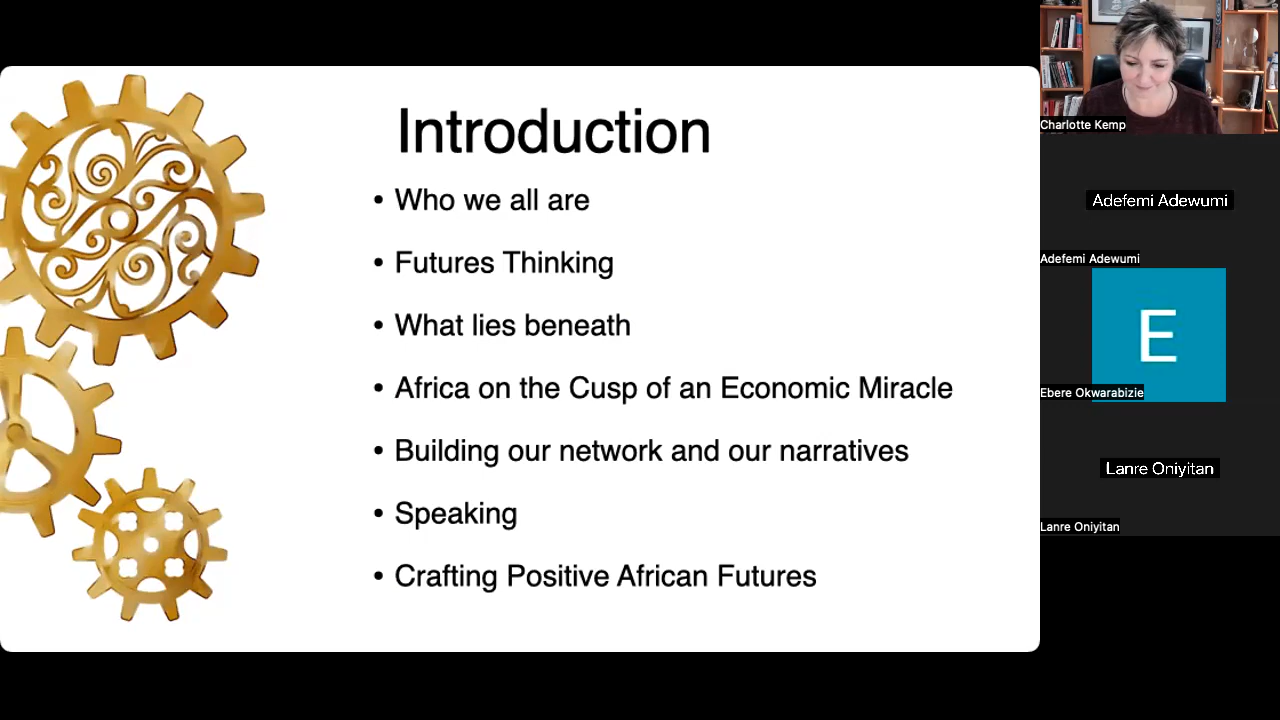 Introduction
• Who we all are
• Futures Thinking
• What lies beneath
• Africa on the Cusp of an Economic Miracle
• Building our network and our narratives
• Speaking
• Crafting Positive African Futures
Charlotte Kemp
Adefemi Adewumi
Adefemi Adewumi
E
Ebere Okwarabizie
Lanre Oniyitan
Lanre Oniyitan